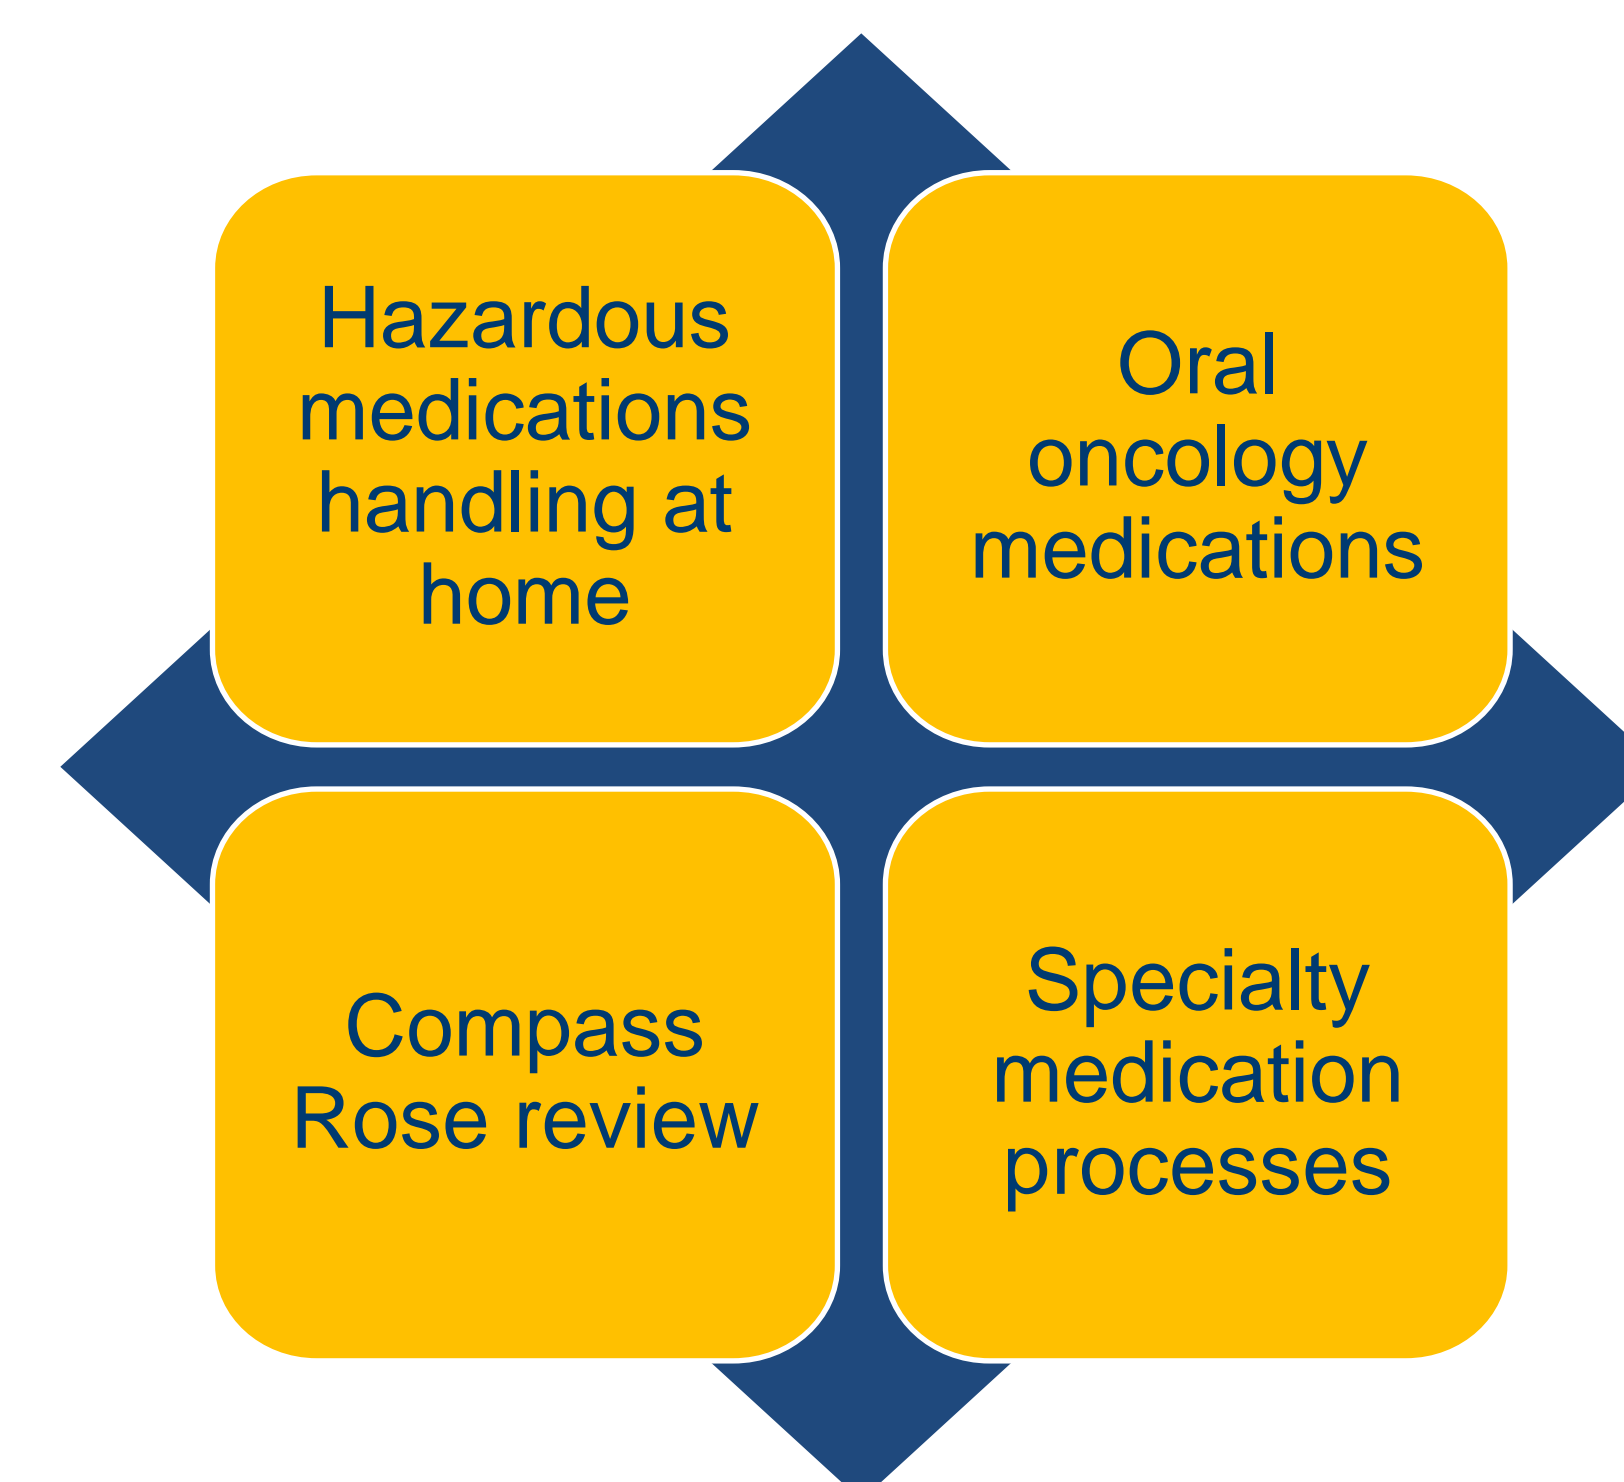 Hazardous
medications
handling at
home
Oral
oncology
medications
Compass
Rose review
Specialty
medication
processes